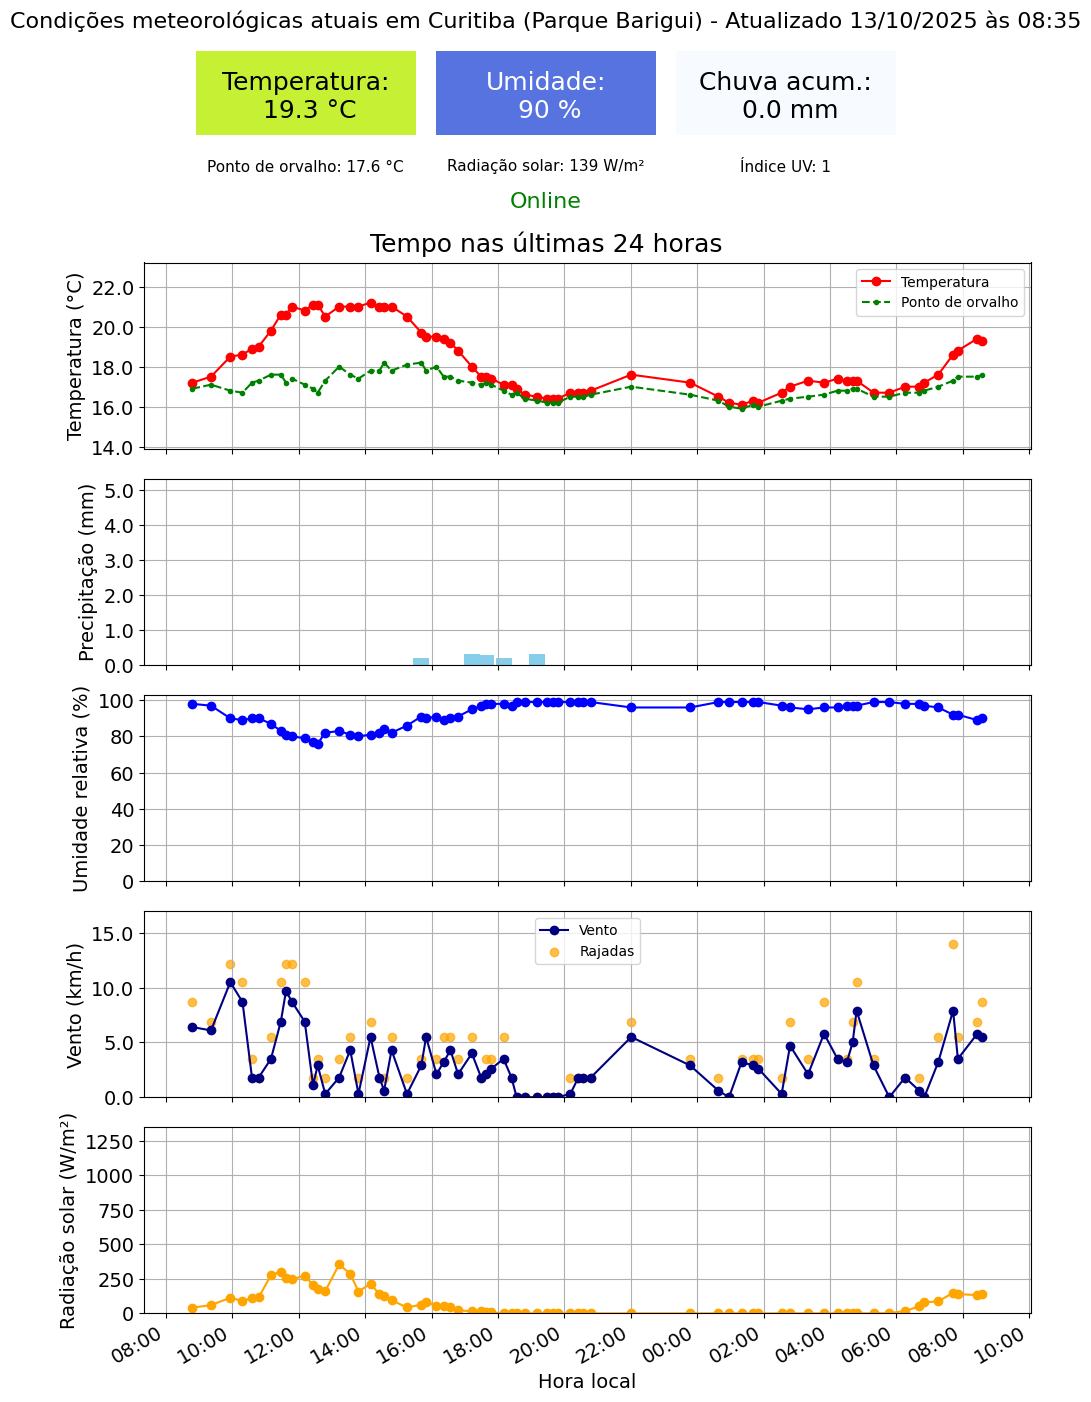 Condições meteorológicas atuais em Curitiba (Parque Barigui) - Atualizado 13/10/2025 às 08:35
Temperatura:
19.3 °C
Umidade:
90 %
Chuva acum.:
0.0 mm
Ponto de orvalho: 17.6 °C
Radiação solar: 139 W/m²
Índice UV: 1
Online
Tempo nas últimas 24 horas
Temperatura (°C)
22.0
20.0
18.0
16.0
14.0
Temperatura
Ponto de orvalho
Precipitação (mm)
5.0
4.0
3.0
2.0
1.0
0.0
Umidade relativa (%)
100
80
60
40
20
0
Vento (km/h)
15.0
10.0
5.0
0.0
Vento
Rajadas
Radiação solar (W/m²)
1250
1000
750
500
250
0
08:00
10:00
12:00
14:00
16:00
18:00
20:00
22:00
00:00
02:00
04:00
06:00
08:00
10:00
Hora local